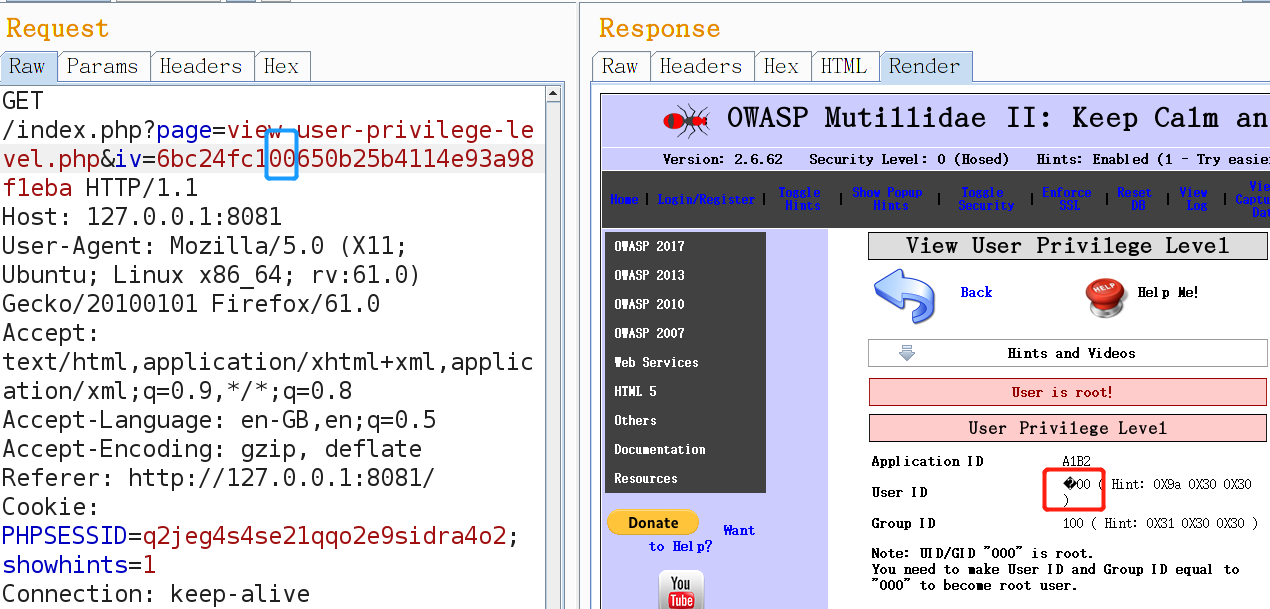 Request
Raw Params Headers Hex
GET
/index.php?page=view-user-privilege-le
vel.php&iv=6bc24fc100650b25b4114e93a98
f1eba HTTP/1.1
Host: 127.0.0.1:8081
User-Agent: Mozilla/5.0 (X11;
Ubuntu; Linux x86_64; rv:61.0)
Gecko/20100101 Firefox/61.0
Accept:
text/html,application/xhtml+xml,applic
ation/xml;q=0.9,*/*;q=0.8
Accept-Language: en-GB,en;q=0.5
Accept-Encoding: gzip, deflate
Referer: http://127.0.0.1:8081/
Cookie:
PHPSESSID=q2jeg4s4se21qqo2e9sidra4o2;
showhints=1
Connection: keep-alive
Response
Raw Headers Hex HTML Render
OWASP Mutillidae II: Keep Calm an
Version: 2.6.62 Security Level: 0 (Hosed) Hints: Enabled (1 - Try easie
Home | Login/Register | Toggle Hints | Show Popup Hints | Toggle Security | Enforce SSL | Reset DB | View Log | Vie Captu Da
OWASP 2017
OWASP 2013
OWASP 2010
OWASP 2007
Web Services
HTML 5
Others
Documentation
Resources
Donate
Want
to Help?
You
Tube
View User Privilege Level
Back
HELP
Help Me!
Hints and Videos
User is root!
User Privilege Level
Application ID A1B2
User ID �00 ( Hint: 0X9a 0X30 0X30
)
Group ID 100 ( Hint: 0X31 0X30 0X30 )
Note: UID/GID "000" is root.
You need to make User ID and Group ID equal to
"000" to become root user.